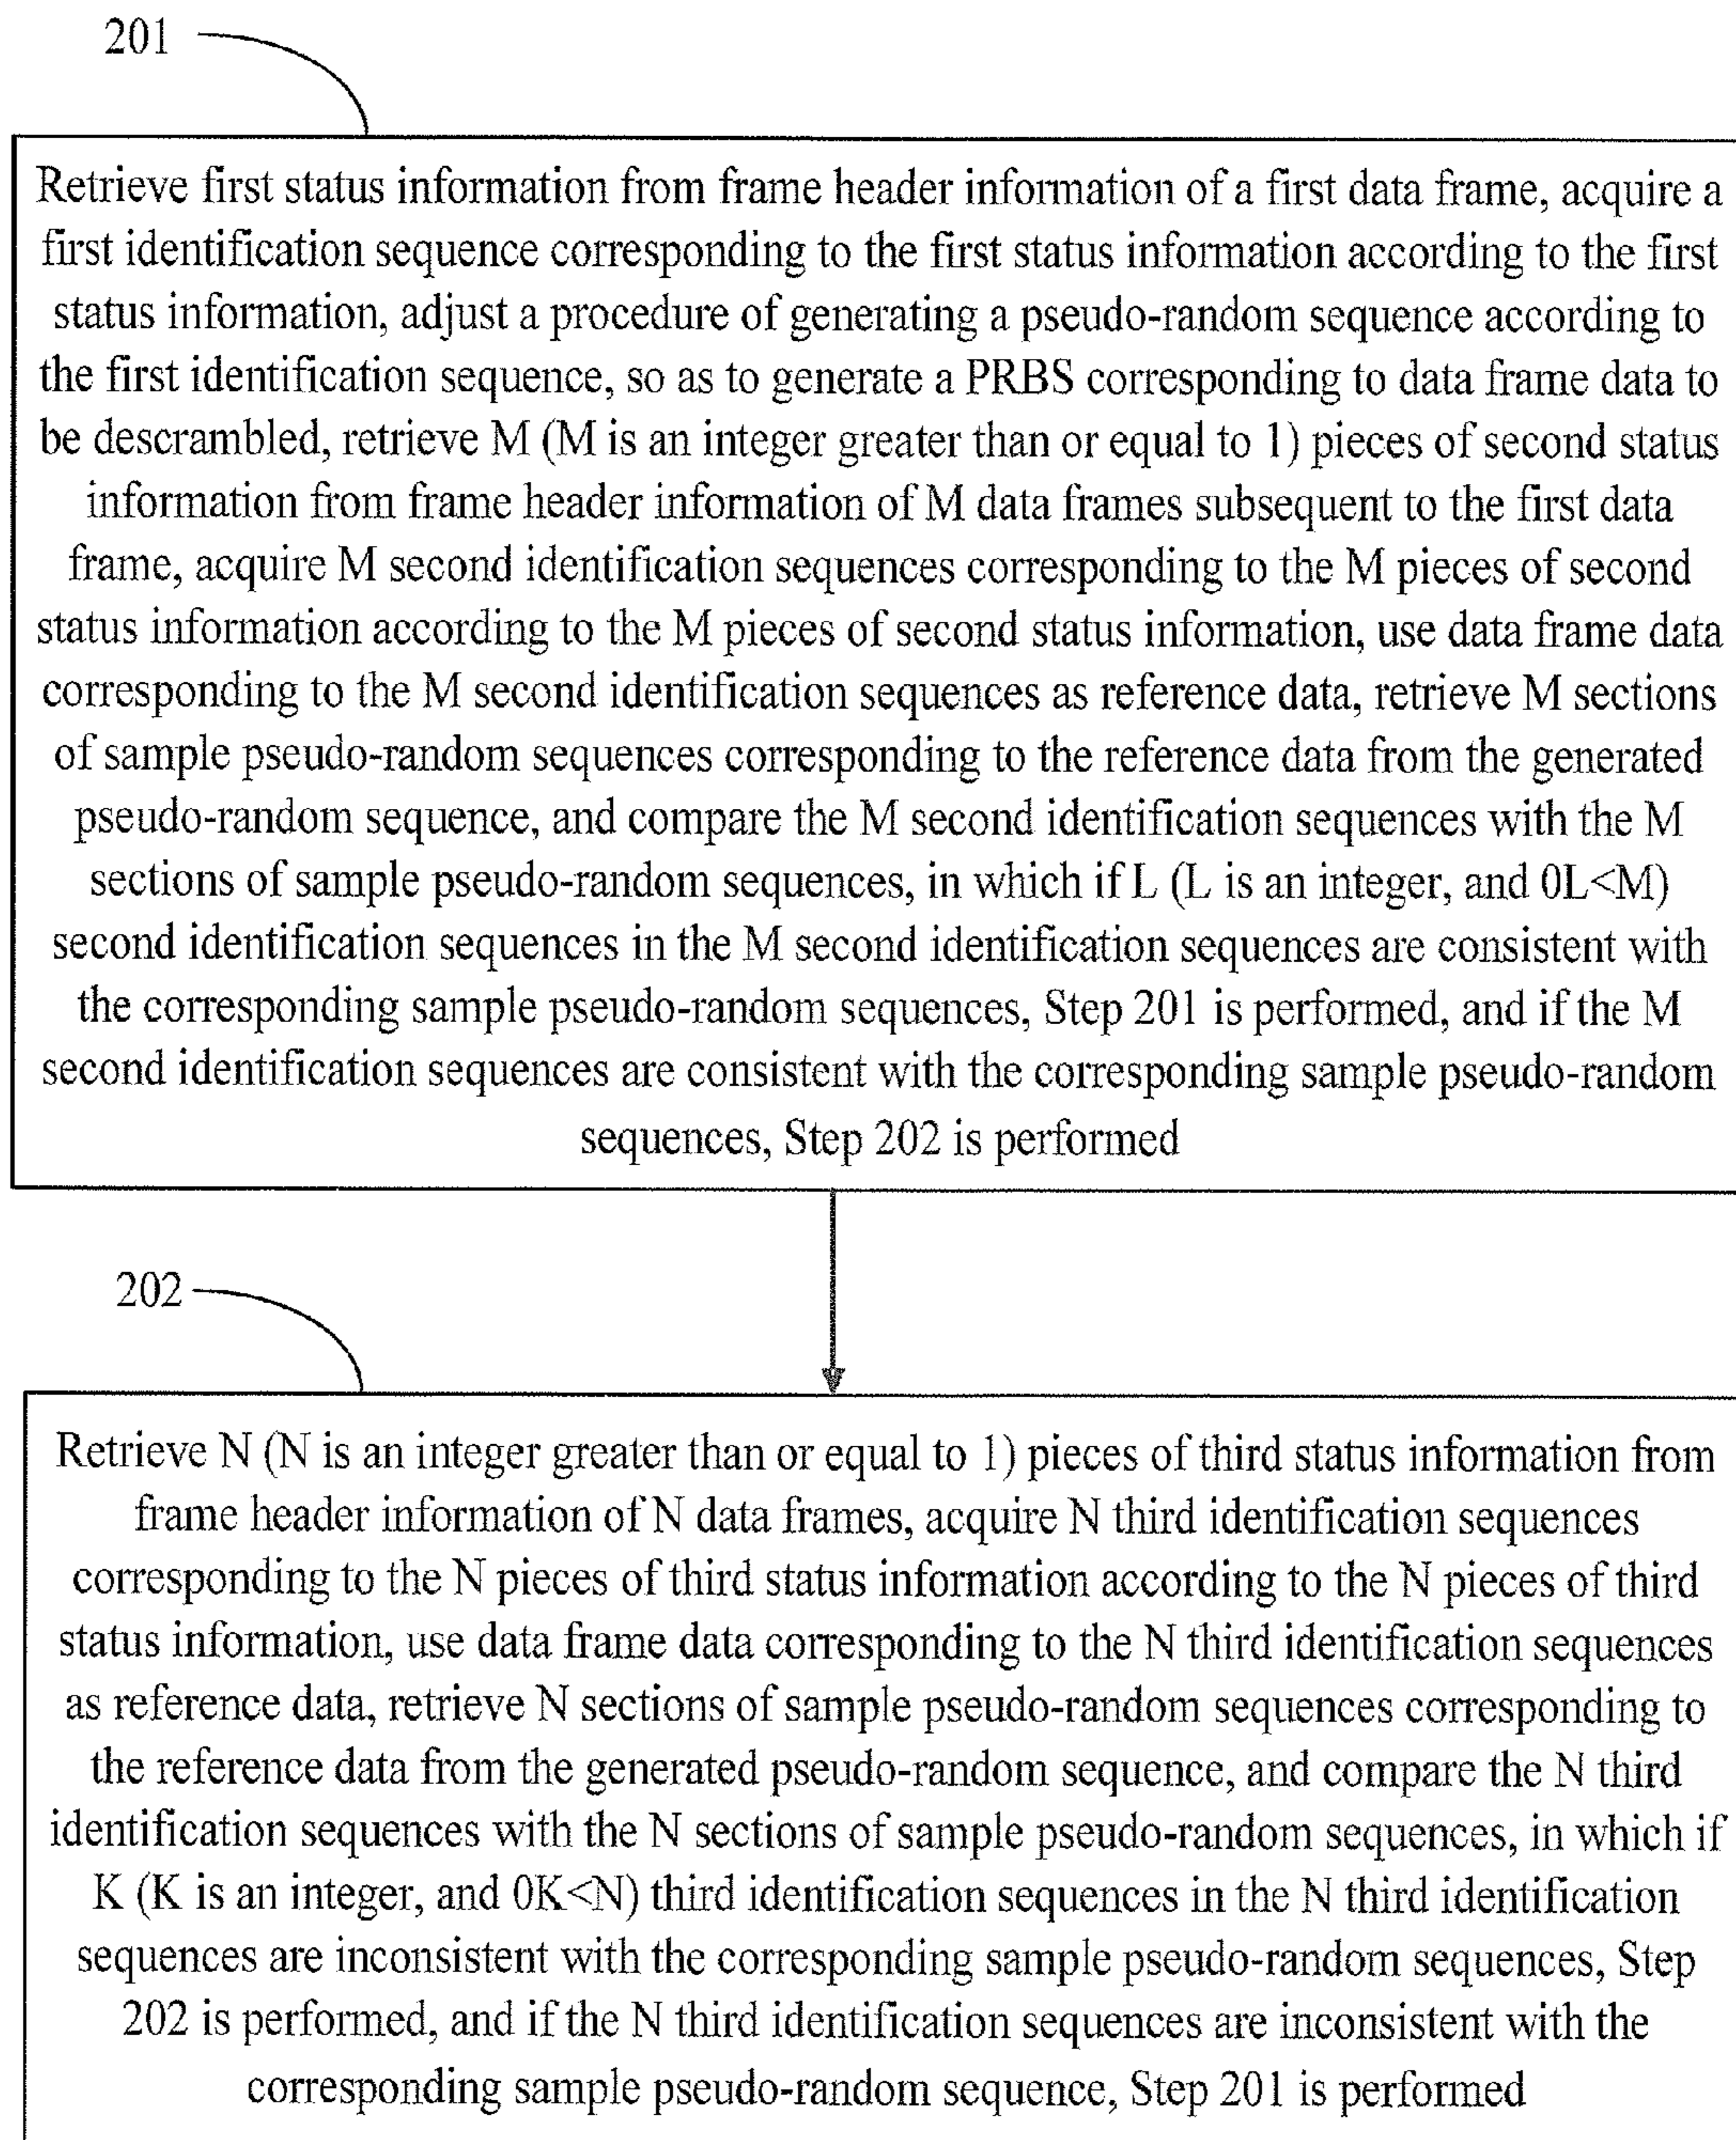 201
Retrieve first status information from frame header information of a first data frame, acquire a
first identification sequence corresponding to the first status information according to the first
status information, adjust a procedure of generating a pseudo-random sequence according to
the first identification sequence, so as to generate a PRBS corresponding to data frame data to
be descrambled, retrieve M (M is an integer greater than or equal to 1) pieces of second status
information from frame header information of M data frames subsequent to the first data
frame, acquire M second identification sequences corresponding to the M pieces of second
status information according to the M pieces of second status information, use data frame data
corresponding to the M second identification sequences as reference data, retrieve M sections
of sample pseudo-random sequences corresponding to the reference data from the generated
pseudo-random sequence, and compare the M second identification sequences with the M
sections of sample pseudo-random sequences, in which if L (L is an integer, and 0L<M)
second identification sequences in the M second identification sequences are consistent with
the corresponding sample pseudo-random sequences, Step 201 is performed, and if the M
second identification sequences are consistent with the corresponding sample pseudo-random
sequences, Step 202 is performed
202
Retrieve N (N is an integer greater than or equal to 1) pieces of third status information from
frame header information of N data frames, acquire N third identification sequences
corresponding to the N pieces of third status information according to the N pieces of third
status information, use data frame data corresponding to the N third identification sequences
as reference data, retrieve N sections of sample pseudo-random sequences corresponding to
the reference data from the generated pseudo-random sequence, and compare the N third
identification sequences with the N sections of sample pseudo-random sequences, in which if
K (K is an integer, and 0K<N) third identification sequences in the N third identification
sequences are inconsistent with the corresponding sample pseudo-random sequences, Step
202 is performed, and if the N third identification sequences are inconsistent with the
corresponding sample pseudo-random sequence, Step 201 is performed